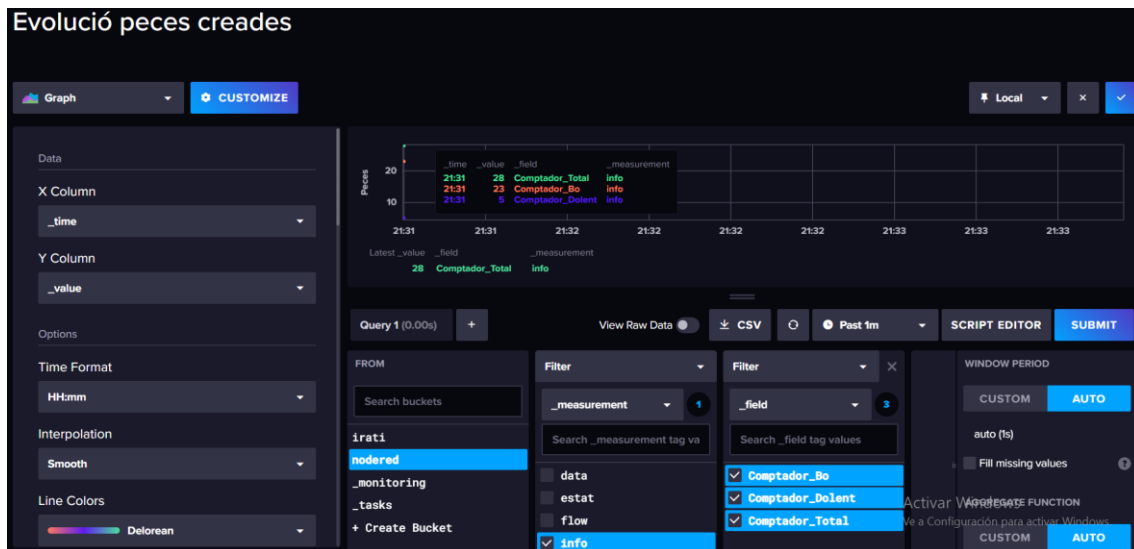 Evolució peces creades
Graph
CUSTOMIZE
Local
Data
X Column
_time
Y Column
_value
Options
Time Format
HH:mm
Interpolation
Smooth
Line Colors
Delorean
Peces
20
10
_time _value _field _measurement
21:31 28 Comptador_Total info
21:31 23 Comptador_Bo info
21:31 5 Comptador_Dolent info
21:31 21:31 21:32 21:32 21:32 21:32 21:33 21:33 21:33
Latest _value _field _measurement
28 Comptador_Total info
Query 1 (0.00s) + View Raw Data CSV Past 1m SCRIPT EDITOR SUBMIT
FROM
Search buckets
irati
nodered
_monitoring
_tasks
+ Create Bucket
Filter
_measurement 1
Search _measurement tag va
data
estat
flow
info
Filter
_field 3
Search _field tag values
Comptador_Bo
Comptador_Dolent
Comptador_Total
WINDOW PERIOD
CUSTOM AUTO
auto (1s)
Fill missing values ?
AGGREGATE FUNCTION
CUSTOM AUTO
Activar Windows
Ve a Configuración para activar Windows.